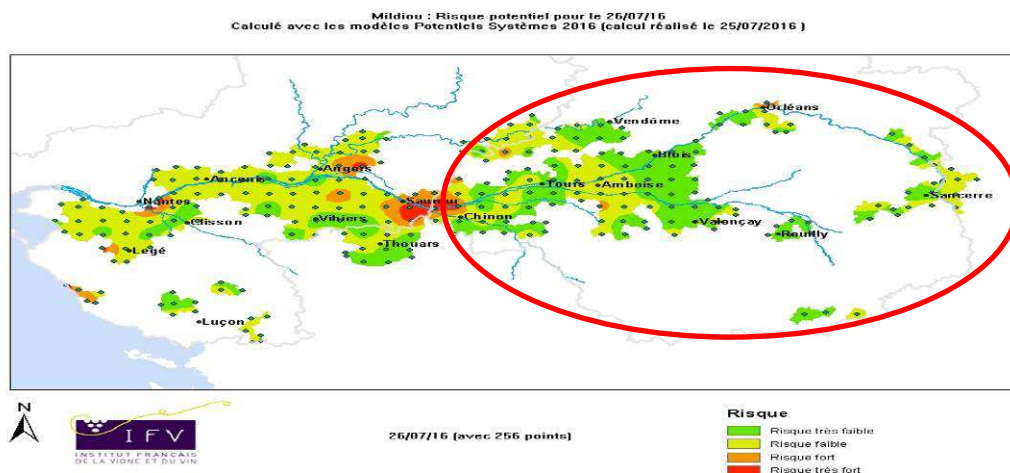 Mildiou : Risque potentiel pour le 26/07/16
Calculé avec les modèles Potentiels Systèmes 2016 (calcul réalisé le 25/07/2016 )
Orléans
Vendôme
Blois
Angers
Ancenis
Tours
Amboise
Nantes
Saumur
Sancerre
Clisson
Vihiers
Chinon
Valençay
Reuilly
Legé
Thouars
Luçon
N
IFV
INSTITUT FRANÇAIS
DE LA VIGNE ET DU VIN
26/07/16 (avec 256 points)
Risque
Risque très faible
Risque faible
Risque fort
Risque très fort